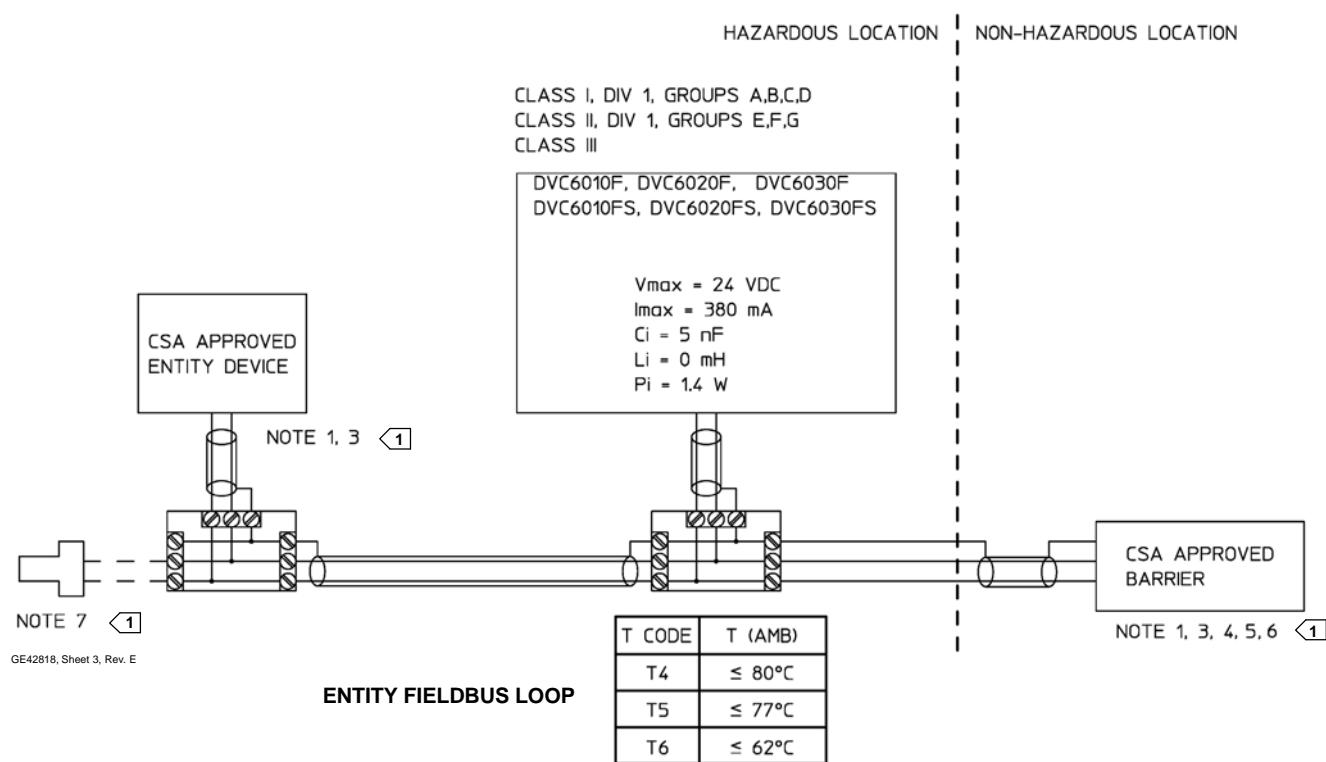 HAZARDOUS LOCATION
NON-HAZARDOUS LOCATION
CLASS I, DIV 1, GROUPS A,B,C,D
CLASS II, DIV 1, GROUPS E,F,G
CLASS III
DVC6010F, DVC6020F, DVC6030F
DVC6010FS, DVC6020FS, DVC6030FS
Vmax = 24 VDC
Imax = 380 mA
Ci = 5 nF
Li = 0 mH
Pi = 1.4 W
CSA APPROVED
ENTITY DEVICE
NOTE 1, 3 1
CSA APPROVED
BARRIER
NOTE 7 1
NOTE 1, 3, 4, 5, 6 1
GE42818, Sheet 3, Rev. E
ENTITY FIELDBUS LOOP
T CODE T (AMB)
T4 ≤ 80°C
T5 ≤ 77°C
T6 ≤ 62°C